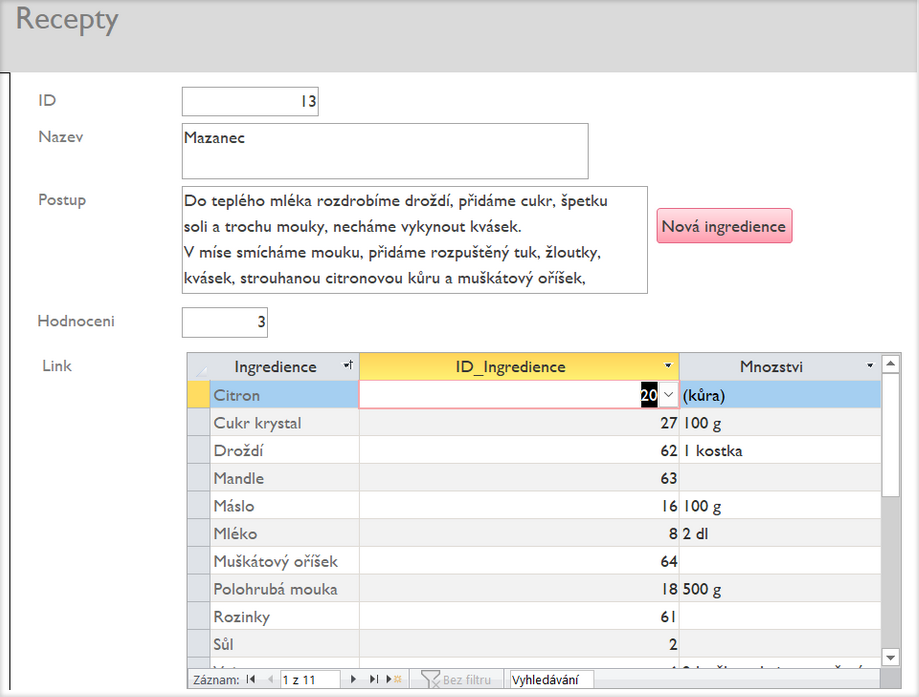 Recepty
ID 13
Nazev Mazanec
Postup Do teplého mléka rozdrobíme droždí, přidáme cukr, špetku
soli a trochu mouky, necháme vykynout kvásek.
Nová ingredience
V míse smícháme mouku, přidáme rozpuštěný tuk, žloutky,
kvásek, strouhanou citronovou kůru a muškátový oříšek,
Hodnoceni 3
Link
Ingredience ID_Ingredience Mnozstvi
Citron 20 (kůra)
Cukr krystal 27 100 g
Droždí 62 1 kostka
Mandle 63
Máslo 16 100 g
Mléko 8 2 dl
Muškátový oříšek 64
Polohrubá mouka 18 500 g
Rozinky 61
Sůl 2
Záznam: 1 z 11 Bez filtru Vyhledávání